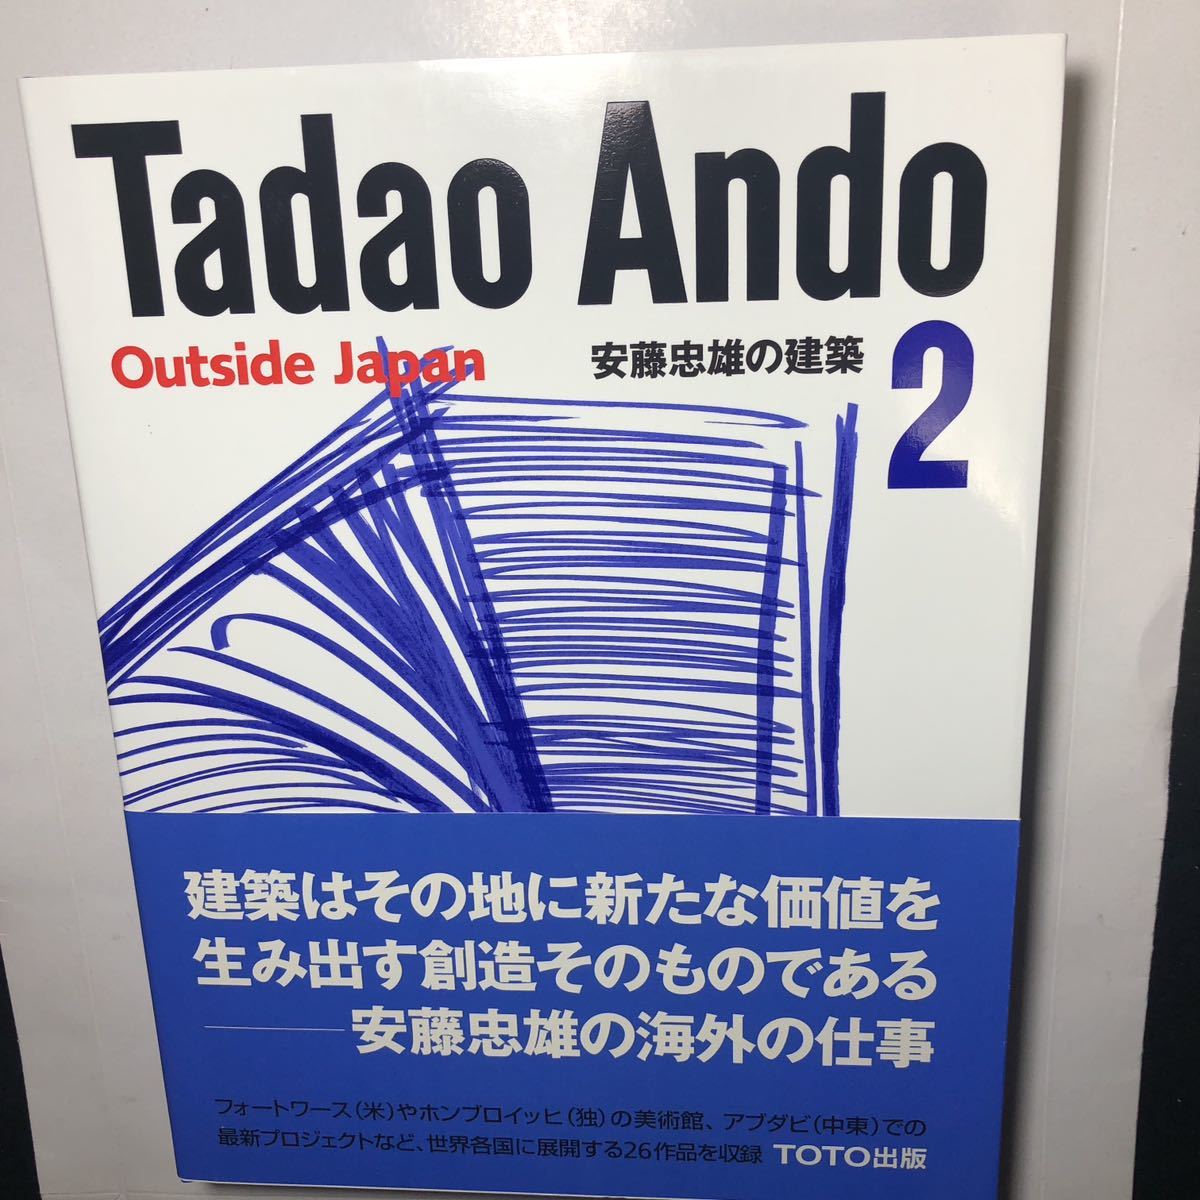 Tadao Ando
Outside Japan
安藤忠雄の建築
2
建築はその地に新たな価値を
生み出す創造そのものである
――安藤忠雄の海外の仕事
フォートワース(米)やホンブロイッヒ(独)の美術館、アブダビ(中東)での
最新プロジェクトなど、世界各国に展開する26作品を収録 TOTO出版